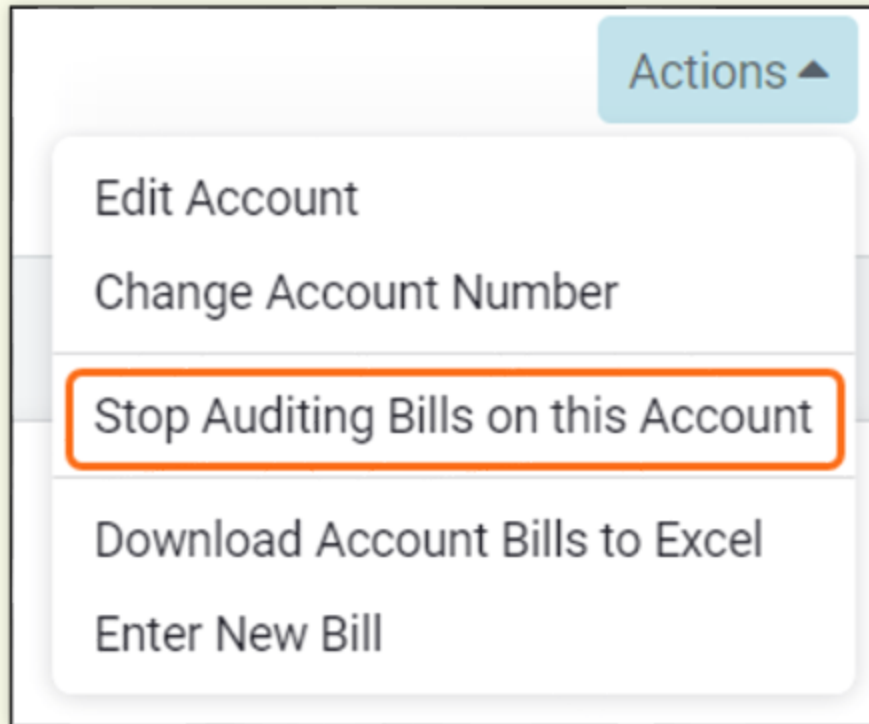 Actions
Edit Account
Change Account Number
Stop Auditing Bills on this Account
Download Account Bills to Excel
Enter New Bill